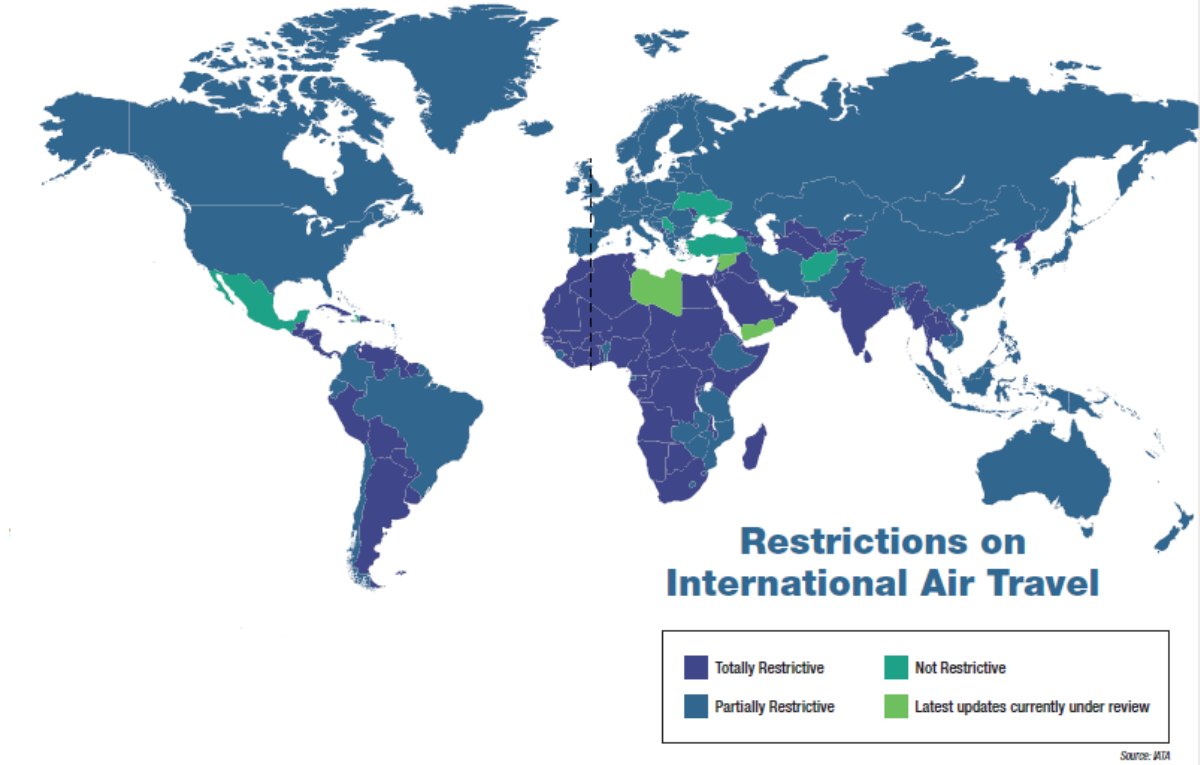 Restrictions on
International Air Travel
Totally Restrictive
Not Restrictive
Partially Restrictive
Latest updates currently under review
Source: IATA